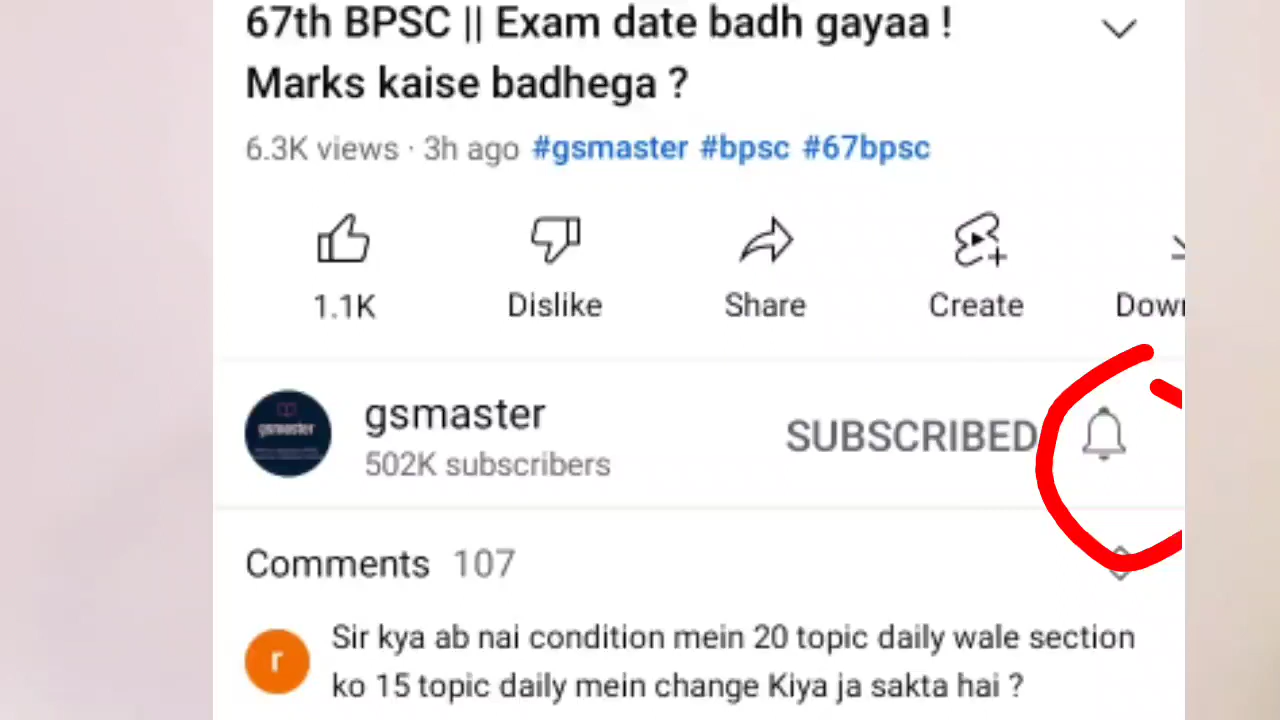 67th BPSC || Exam date badh gayaa !
Marks kaise badhega ?
6.3K views · 3h ago #gsmaster #bpsc #67bpsc
1.1K Dislike Share Create
gsmaster
gsmaster SUBSCRIBED
502K subscribers
Comments 107
r
Sir kya ab nai condition mein 20 topic daily wale section
ko 15 topic daily mein change Kiya ja sakta hai ?